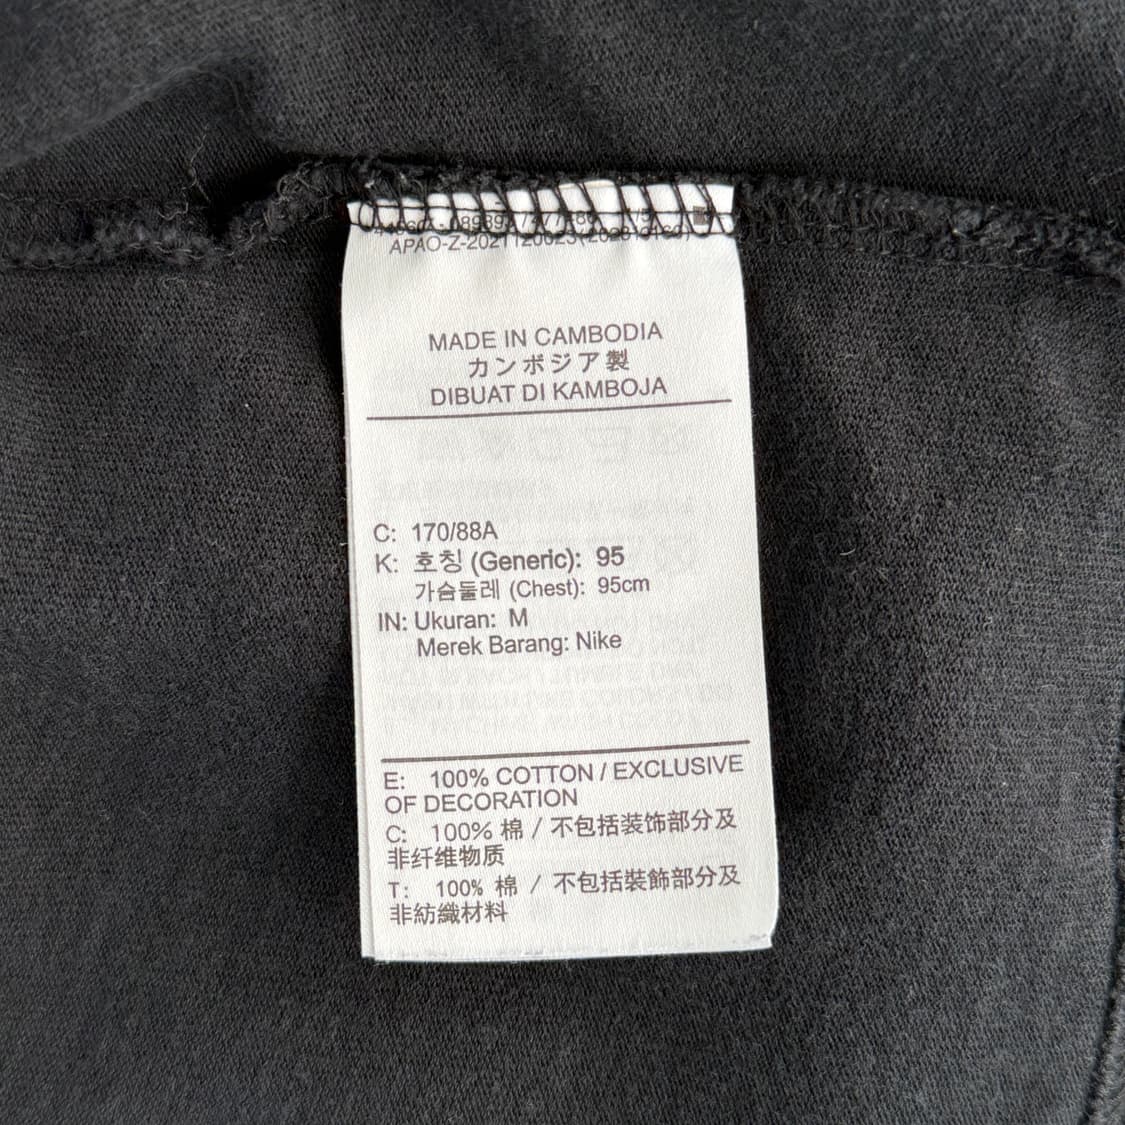 MADE IN CAMBODIA
カンボジア製
DIBUAT DI KAMBOJA
C: 170/88A
K: 호칭 (Generic): 95
가슴둘레 (Chest): 95cm
IN: Ukuran: M
Merek Barang: Nike
E: 100% COTTON / EXCLUSIVE
OF DECORATION
C: 100% 棉 / 不包括装饰部分及
非纤维物质
T: 100% 棉 / 不包括裝飾部分及
非紡織材料